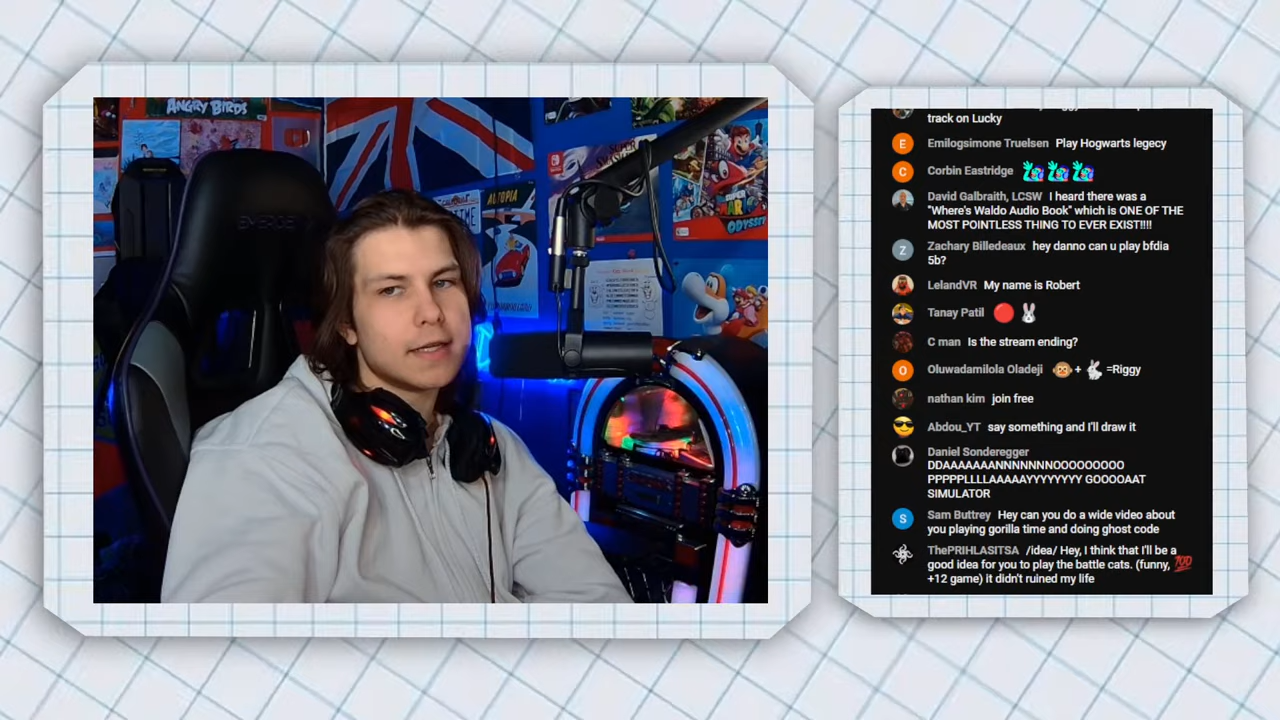 ANGRY BIRDS
AUTOPIA
SUPER
SMASH
SUPER
MARIO
ODYSSEY
track on Lucky
Emilogsimone Truelsen Play Hogwarts legacy
Corbin Eastridge
David Galbraith, LCSW I heard there was a
"Where's Waldo Audio Book" which is ONE OF THE
MOST POINTLESS THING TO EVER EXIST!!!!
Z Zachary Billedeaux hey danno can u play bfdia
5b?
LelandVR My name is Robert
Tanay Patil 🔴 🐰
C man Is the stream ending?
O Oluwadamilola Oladeji 🐵+ 🐇 =Riggy
nathan kim join free
Abdou_YT say something and I'll draw it
Daniel Sonderegger
DDAAAAAAANNNNNNNOOOOOOOOO
PPPPPLLLLAAAAAYYYYYYYY GOOOOAAT
SIMULATOR
S Sam Buttrey Hey can you do a wide video about
you playing gorilla time and doing ghost code
ThePRIHLASITSA /idea/ Hey, I think that I'll be a
good idea for you to play the battle cats. (funny, 💯
+12 game) it didn't ruined my life